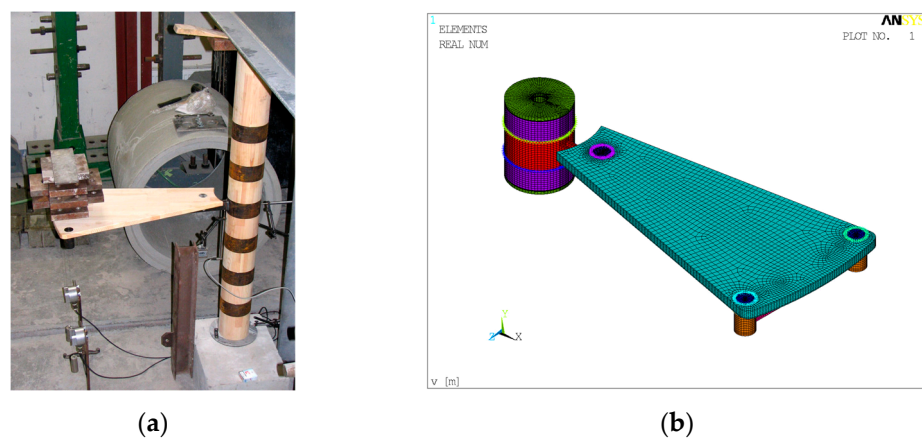 1
ELEMENTS
REAL NUM
ANSYS
PLOT NO. 1
Y
Z X
v [m]
(a)
(b)